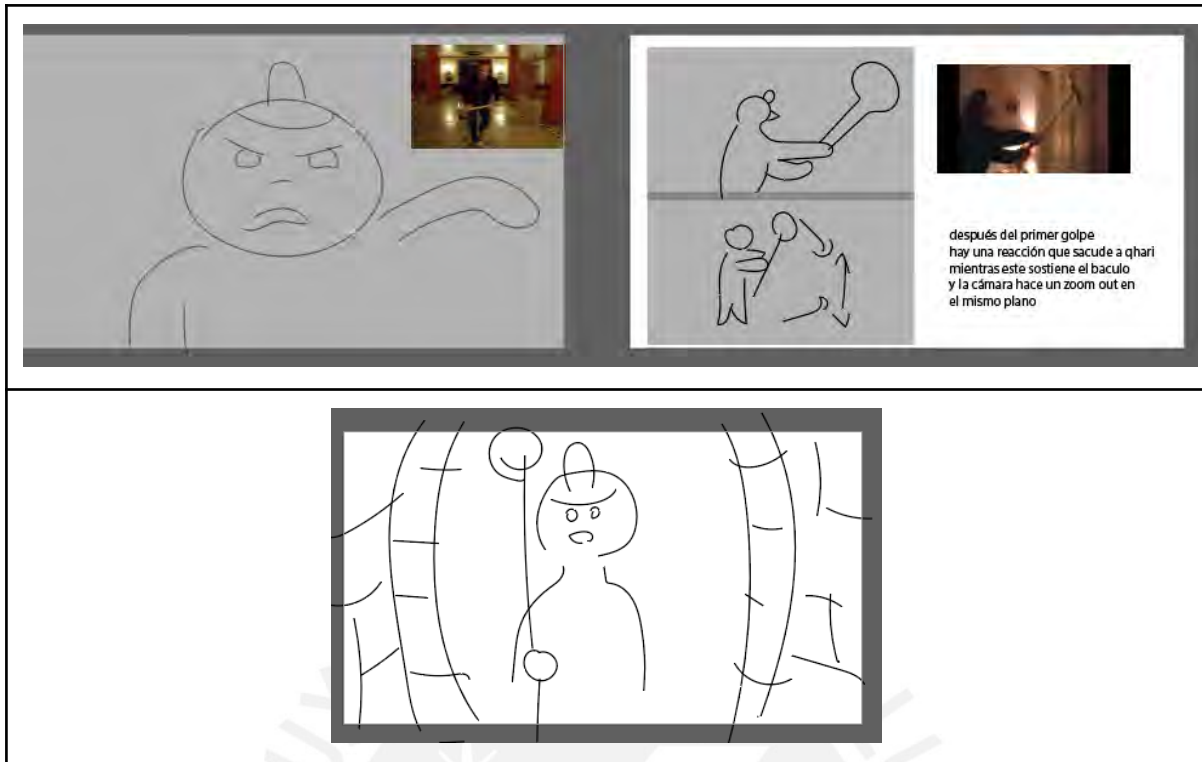 después del primer golpe
hay una reacción que sacude a qhari
mientras este sostiene el baculo
y la cámara hace un zoom out en
el mismo plano